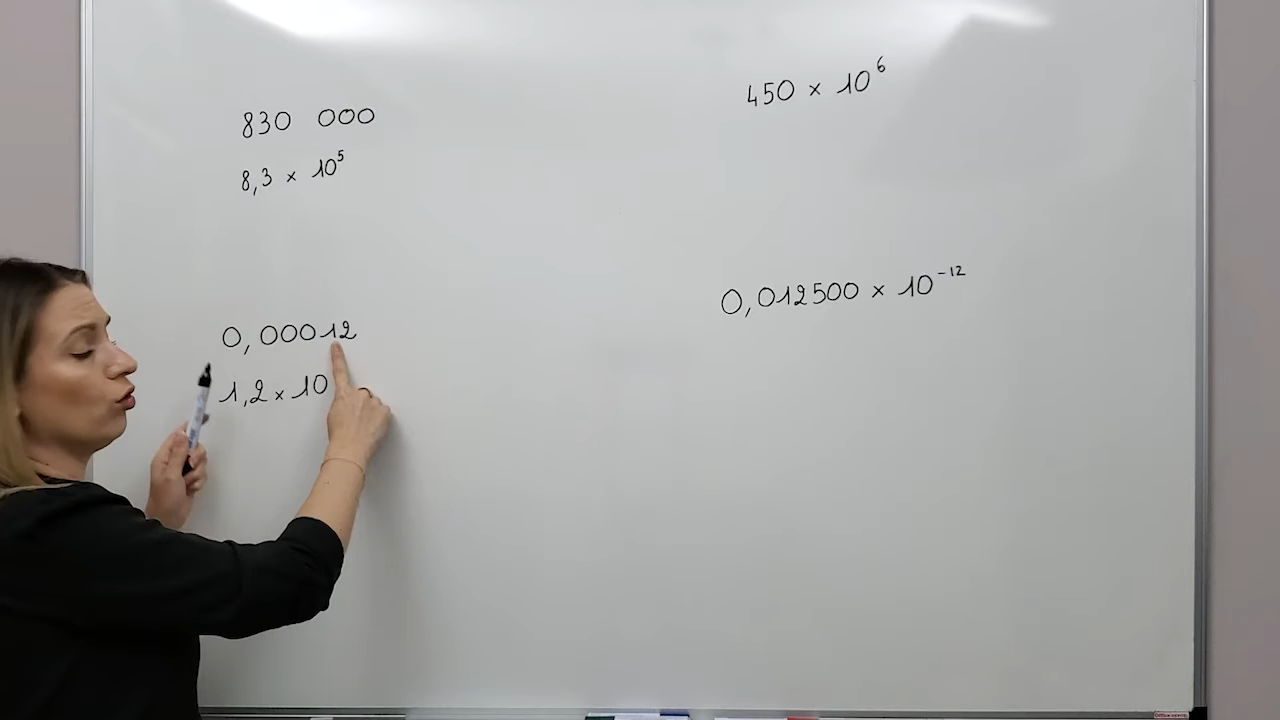 830 000
8,3 × 10⁵
0,00012
1,2 × 10
450 × 10⁶
0,012500 × 10⁻¹²